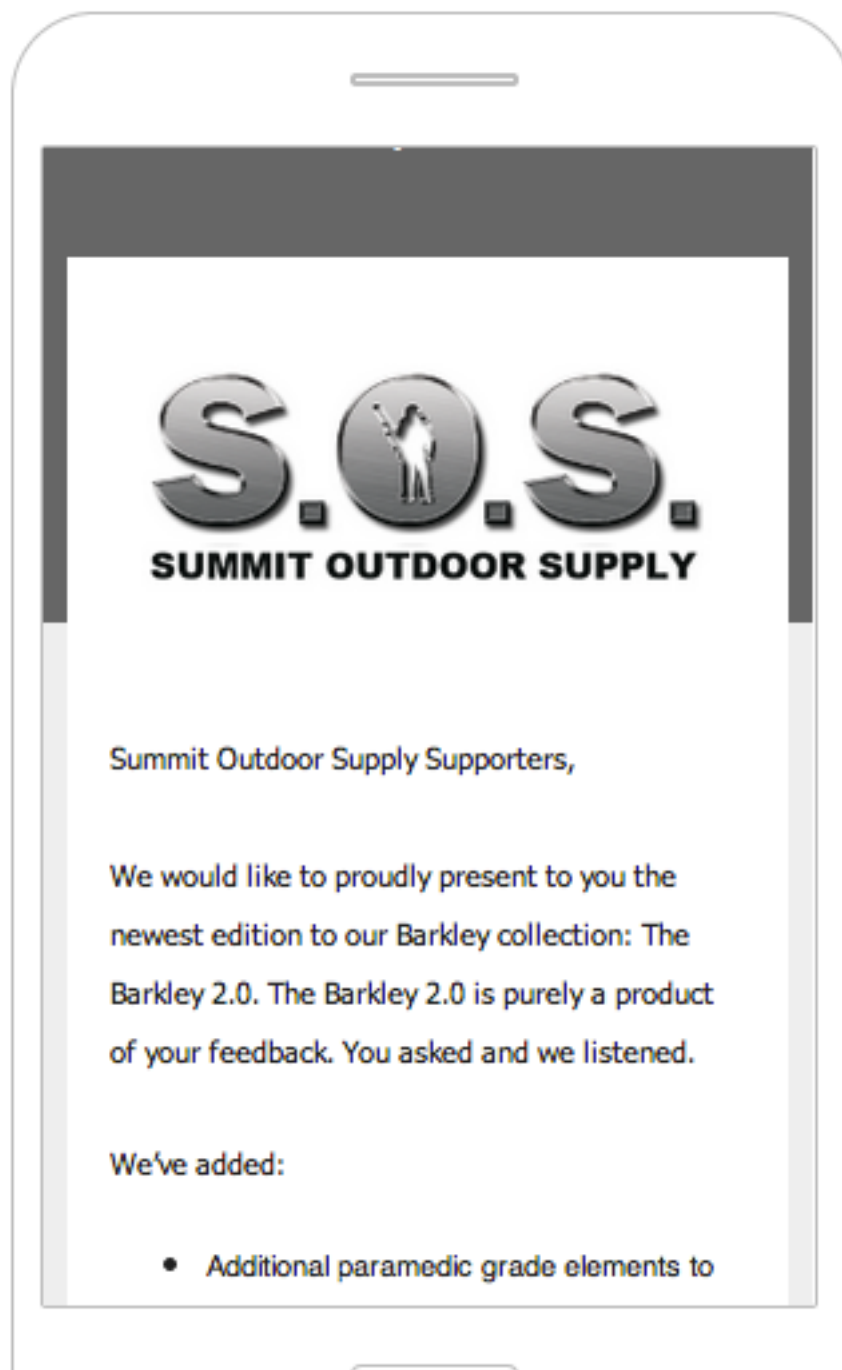 S.O.S.
SUMMIT OUTDOOR SUPPLY
Summit Outdoor Supply Supporters,
We would like to proudly present to you the
newest edition to our Barkley collection: The
Barkley 2.0. The Barkley 2.0 is purely a product
of your feedback. You asked and we listened.
We've added:
• Additional paramedic grade elements to